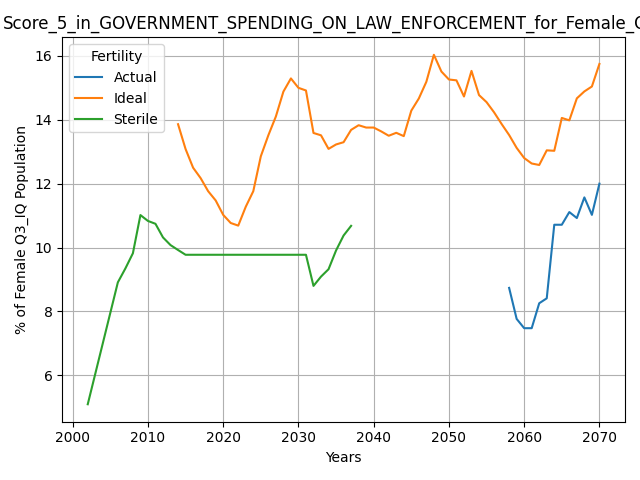 Score_5_in_GOVERNMENT_SPENDING_ON_LAW_ENFORCEMENT_for_Female_
Fertility
Actual
Ideal
Sterile
% of Female Q3_IQ Population
16
14
12
10
8
6
2000 2010 2020 2030 2040 2050 2060 2070
Years